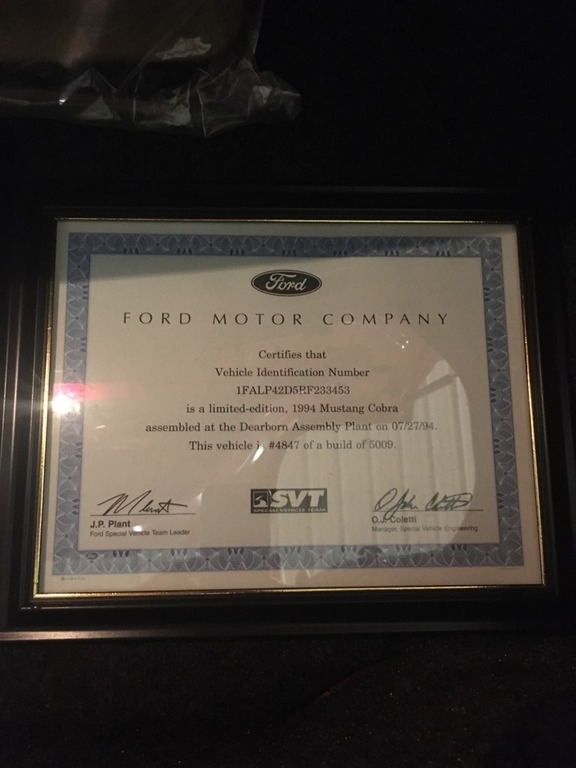 Ford
FORD MOTOR COMPANY
Certifies that
Vehicle Identification Number
1FALP42D5RF233453
is a limited-edition, 1994 Mustang Cobra
assembled at the Dearborn Assembly Plant on 07/27/94.
This vehicle is #4847 of a build of 5009.
SVT
SPECIAL VEHICLE TEAM
J.P. Plant
Ford Special Vehicle Team Leader
O.J. Coletti
Manager, Special Vehicle Engineering